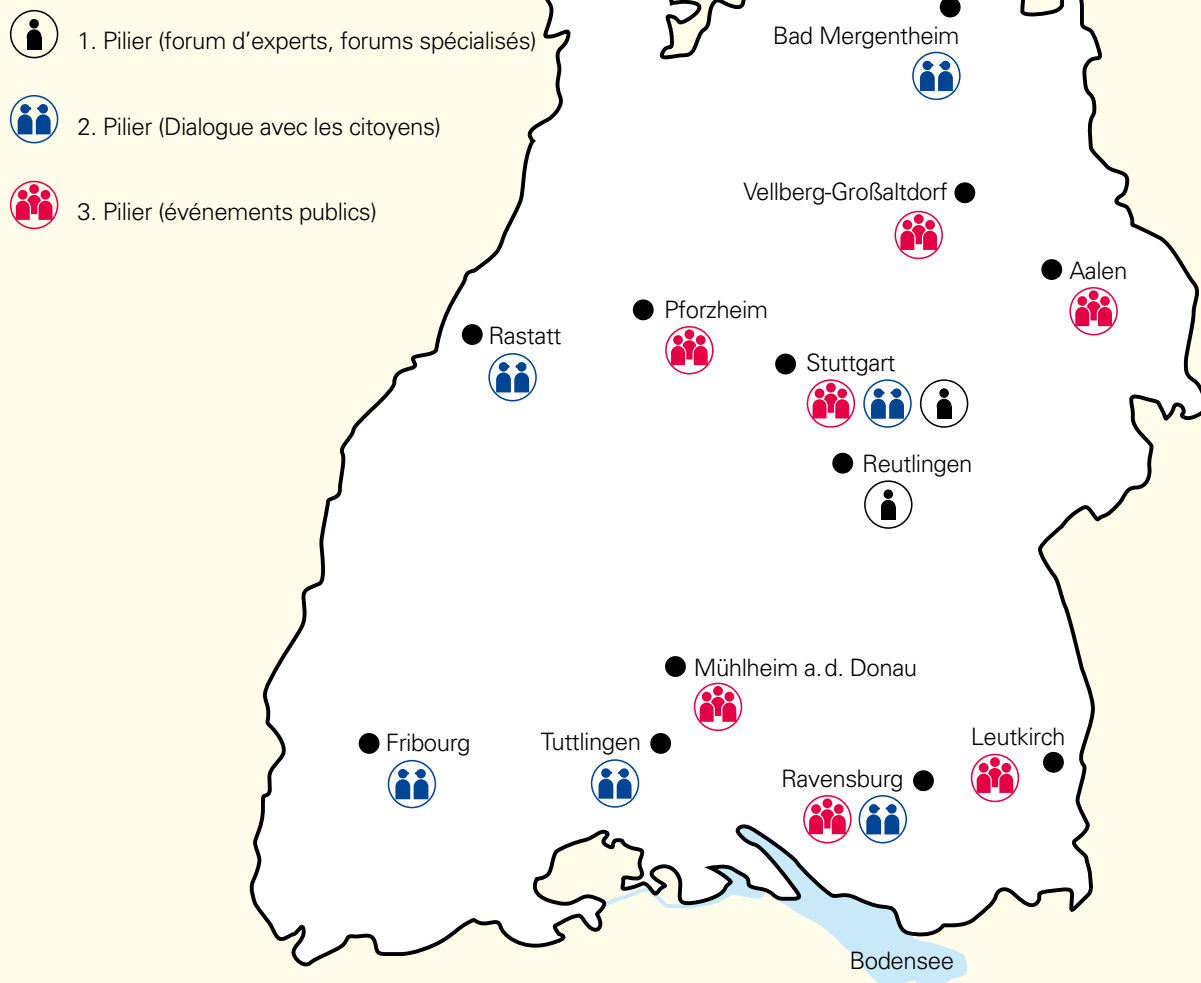 1. Pilier (forum d'experts, forums spécialisés)
2. Pilier (Dialogue avec les citoyens)
3. Pilier (événements publics)
Bad Mergentheim
Vellberg-Großaltdorf
Aalen
Pforzheim
Rastatt
Stuttgart
Reutlingen
Mühlheim a. d. Donau
Fribourg
Tuttlingen
Leutkirch
Ravensburg
Bodensee